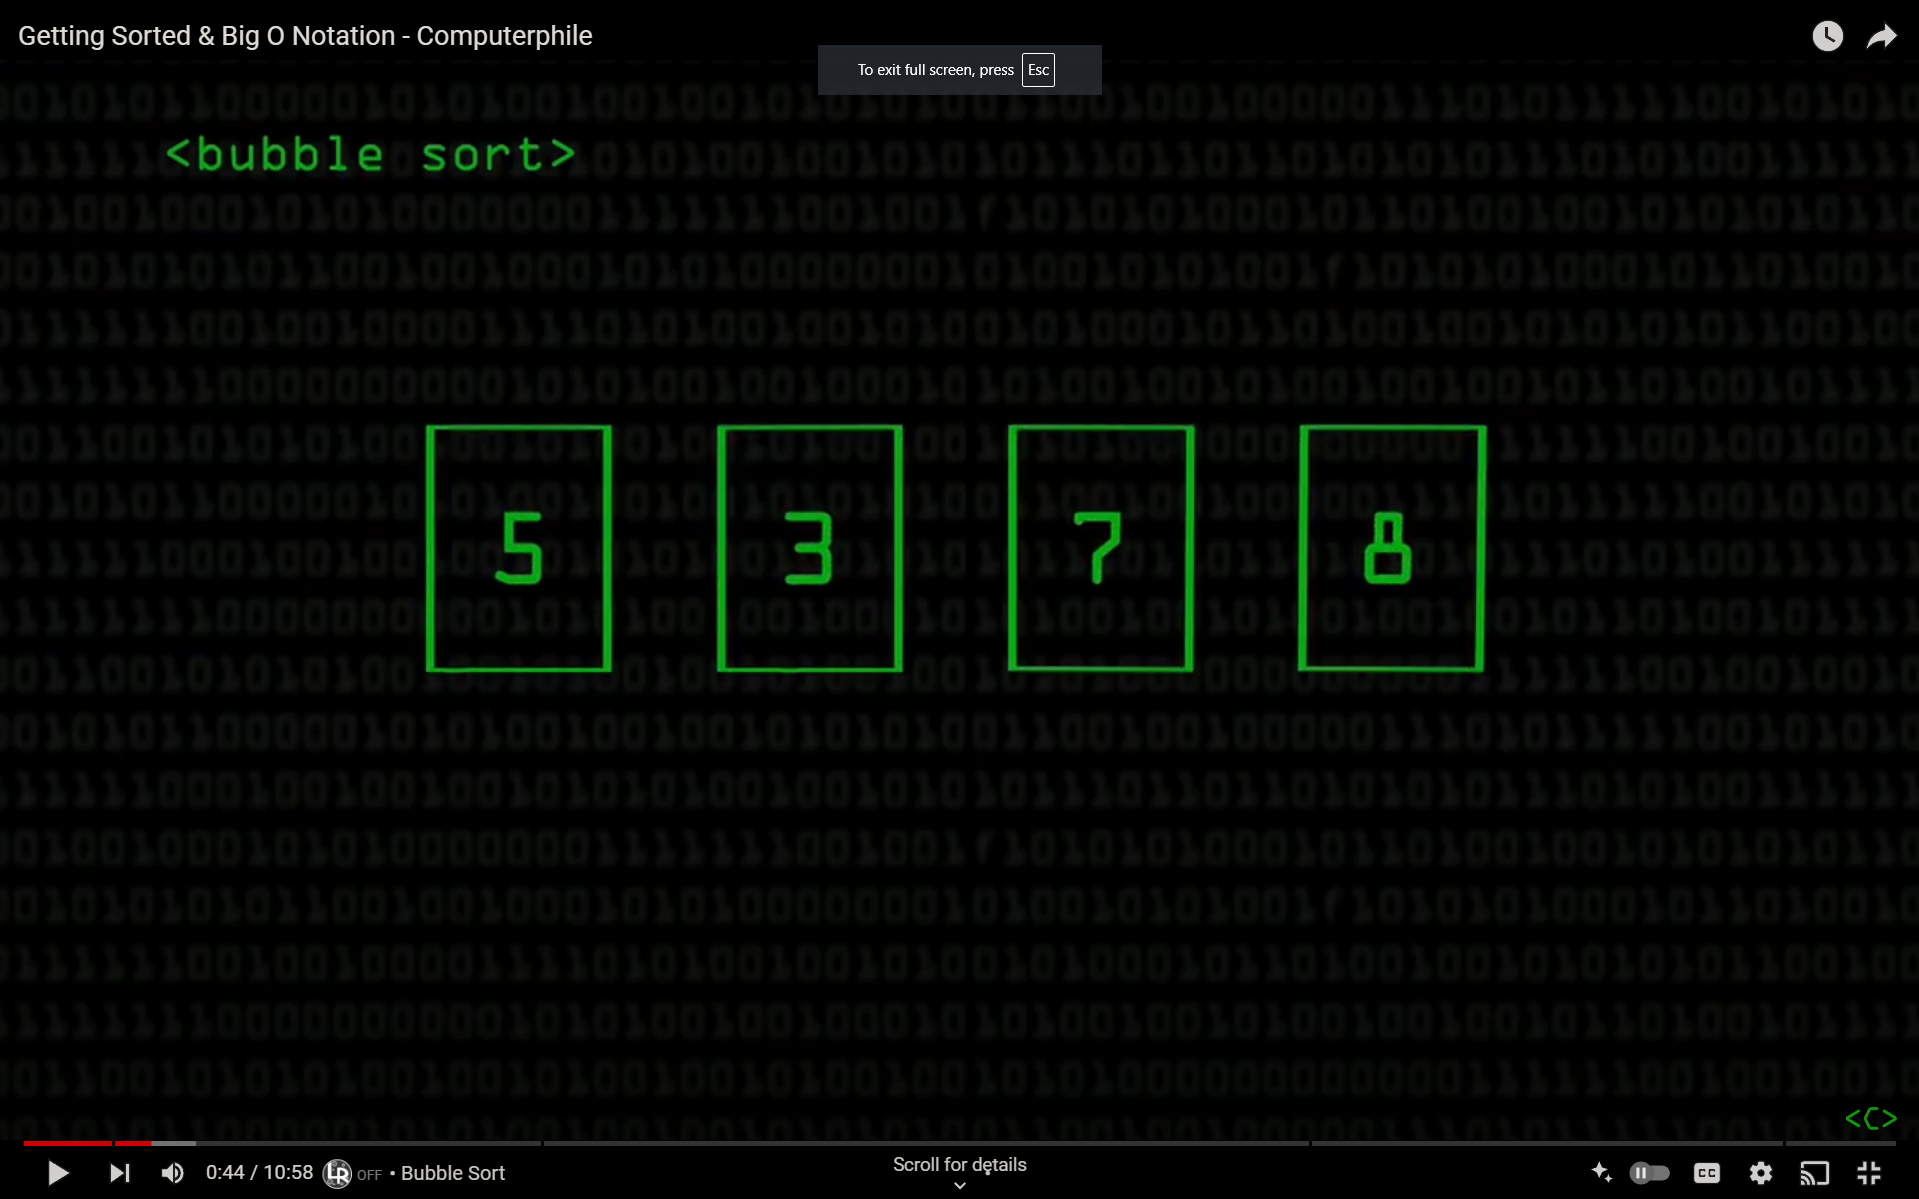 Getting Sorted & Big O Notation - Computerphile
To exit full screen, press Esc
<bubble sort>
5 3 7 8
<C>
0:44 / 10:58 LR OFF • Bubble Sort
Scroll for details
CC